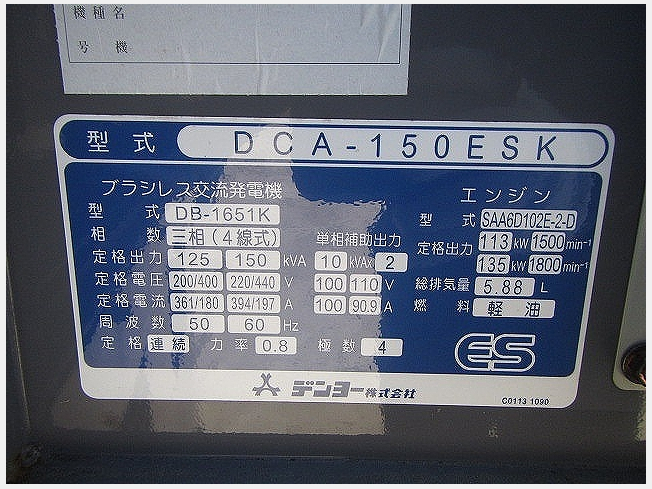 機種名
号機
型式 DCA-150ESK
ブラシレス交流発電機
型式 DB-1651K
相数 三相(4線式)
定格出力 125 150 kVA
定格電圧 200/400 220/440 V
定格電流 361/180 394/197 A
周波数 50 60 Hz
定格 連続 力率 0.8 極数 4
単相補助出力
10 kVA× 2
100 110 V
100 90.9 A
エンジン
型式 SAA6D102E-2-D
定格出力 113 kW 1500 min⁻¹
135 kW 1800 min⁻¹
総排気量 5.88 L
燃料 軽油
ES
デンヨー株式会社
C0113 1090